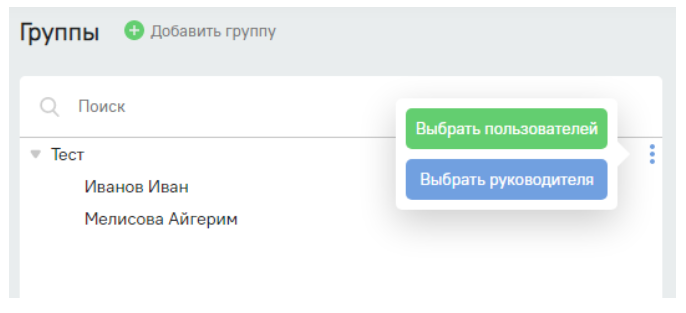 Группы
Добавить группу
Поиск
Выбрать пользователей
Тест
Выбрать руководителя
Иванов Иван
Мелисова Айгерим